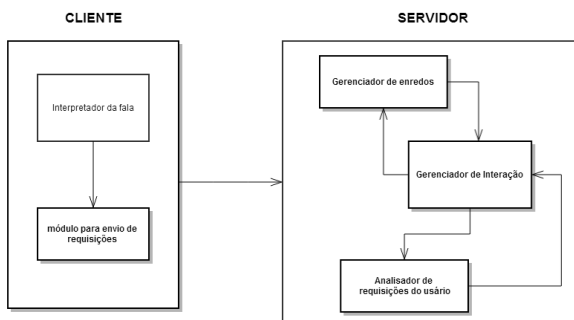 CLIENTE
SERVIDOR
Interpretador da fala
módulo para envio de
requisições
Gerenciador de enredos
Gerenciador de Interação
Analisador de
requisições do usàrio